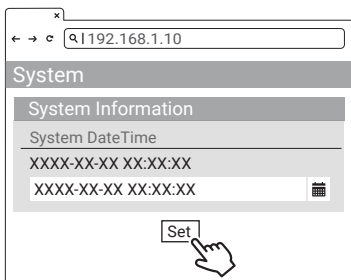 192.168.1.10
System
System Information
System DateTime
XXXX-XX-XX XX:XX:XX
XXXX-XX-XX XX:XX:XX
Set